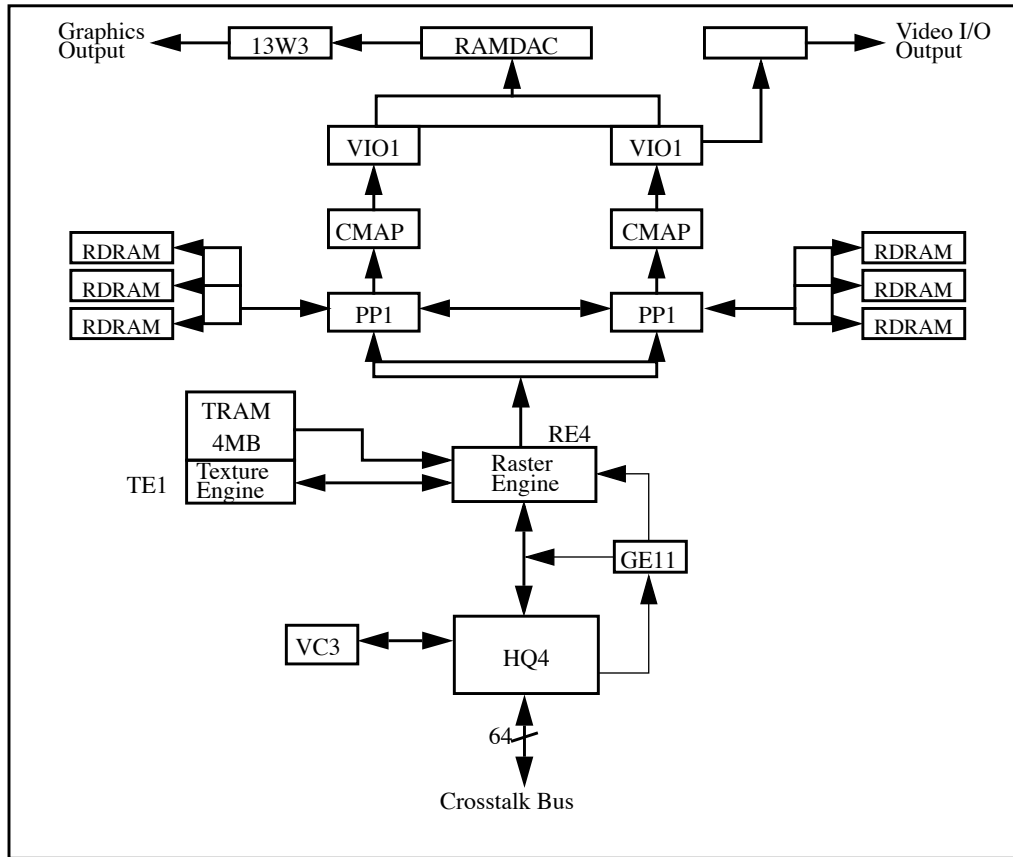 Graphics
Output
13W3
RAMDAC
Video I/O
Output
VIO1
VIO1
CMAP
CMAP
RDRAM
RDRAM
RDRAM
PP1
PP1
RDRAM
RDRAM
RDRAM
TRAM
4MB
TE1
Texture
Engine
RE4
Raster
Engine
GE11
VC3
HQ4
64
Crosstalk Bus